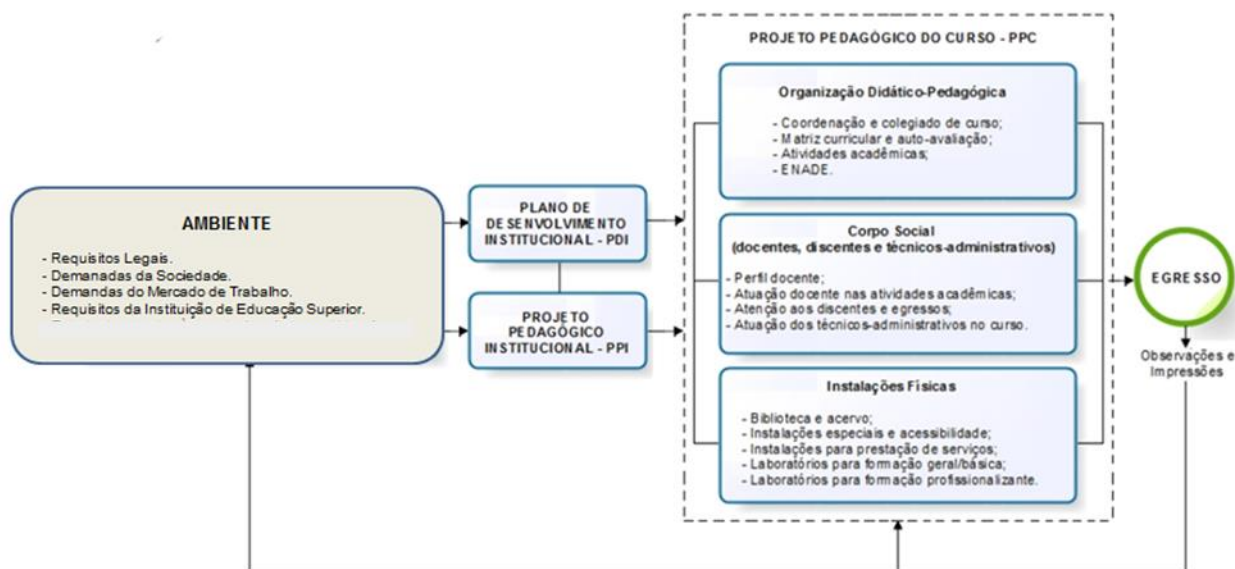 PROJETO PEDAGÓGICO DO CURSO - PPC
Organização Didático-Pedagógica
- Coordenação e colegiado de curso;
- Matriz curricular e auto-avaliação;
- Atividades acadêmicas;
- ENADE.
AMBIENTE
- Requisitos Legais.
- Demanadas da Sociedade.
- Demandas do Mercado de Trabalho.
- Requisitos da Instituição de Educação Superior.
PLANO DE
DESENVOLVIMENTO
INSTITUCIONAL - PDI
PROJETO
PEDAGÓGICO
INSTITUCIONAL - PPI
Corpo Social
(docentes, discentes e técnicos-administrativos)
- Perfil docente;
- Atuação docente nas atividades acadêmicas;
- Atenção aos discentes e egressos;
- Atuação dos técnicos-administrativos no curso.
Instalações Físicas
- Biblioteca e acervo;
- Instalações especiais e acessibilidade;
- Instalações para prestação de serviços;
- Laboratórios para formação geral/básica;
- Laboratórios para formação profissionalizante.
EGRESSO
Observações e
Impressões